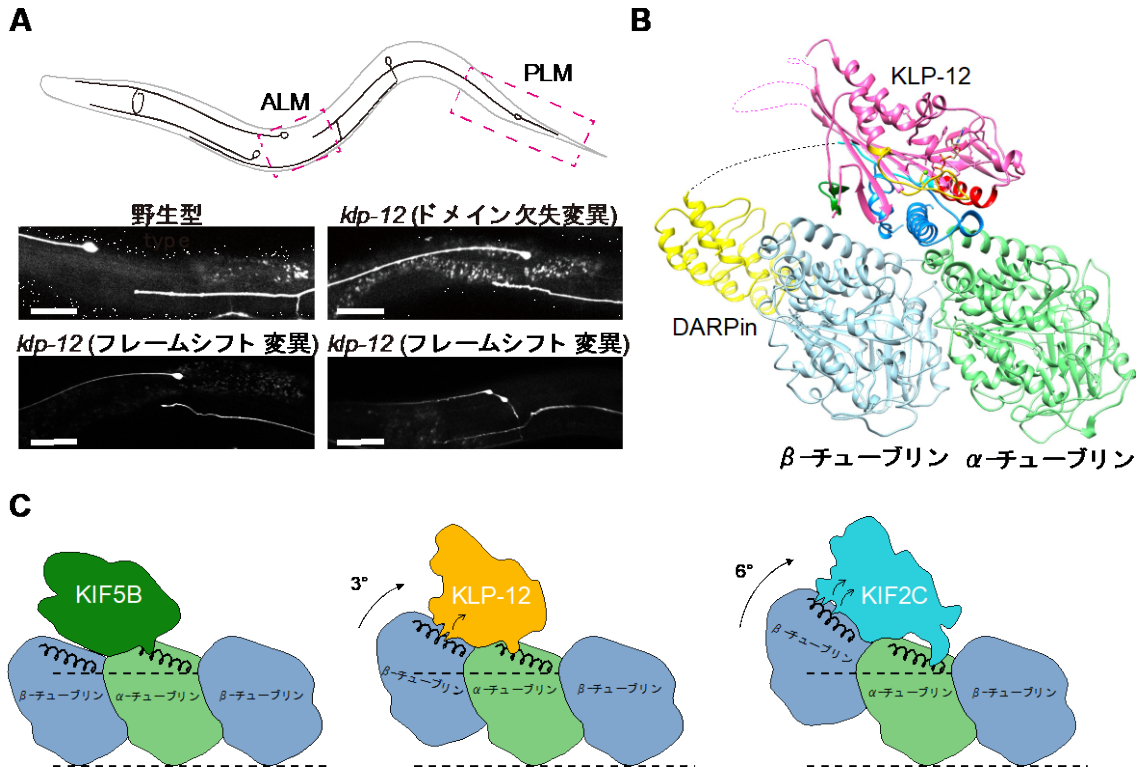 A
ALM
PLM
野生型
type
klp-12 (ドメイン 欠失変異)
klp-12 (フレームシフト 変異)
klp-12 (フレームシフト 変異)
B
KLP-12
DARPin
β-チューブリン
α-チューブリン
C
KIF5B
β-チューブリン
α-チューブリン
β-チューブリン
3°
KLP-12
β-チューブリン
α-チューブリン
β-チューブリン
6°
KIF2C
β-チューブリン
α-チューブリン
β-チューブリン